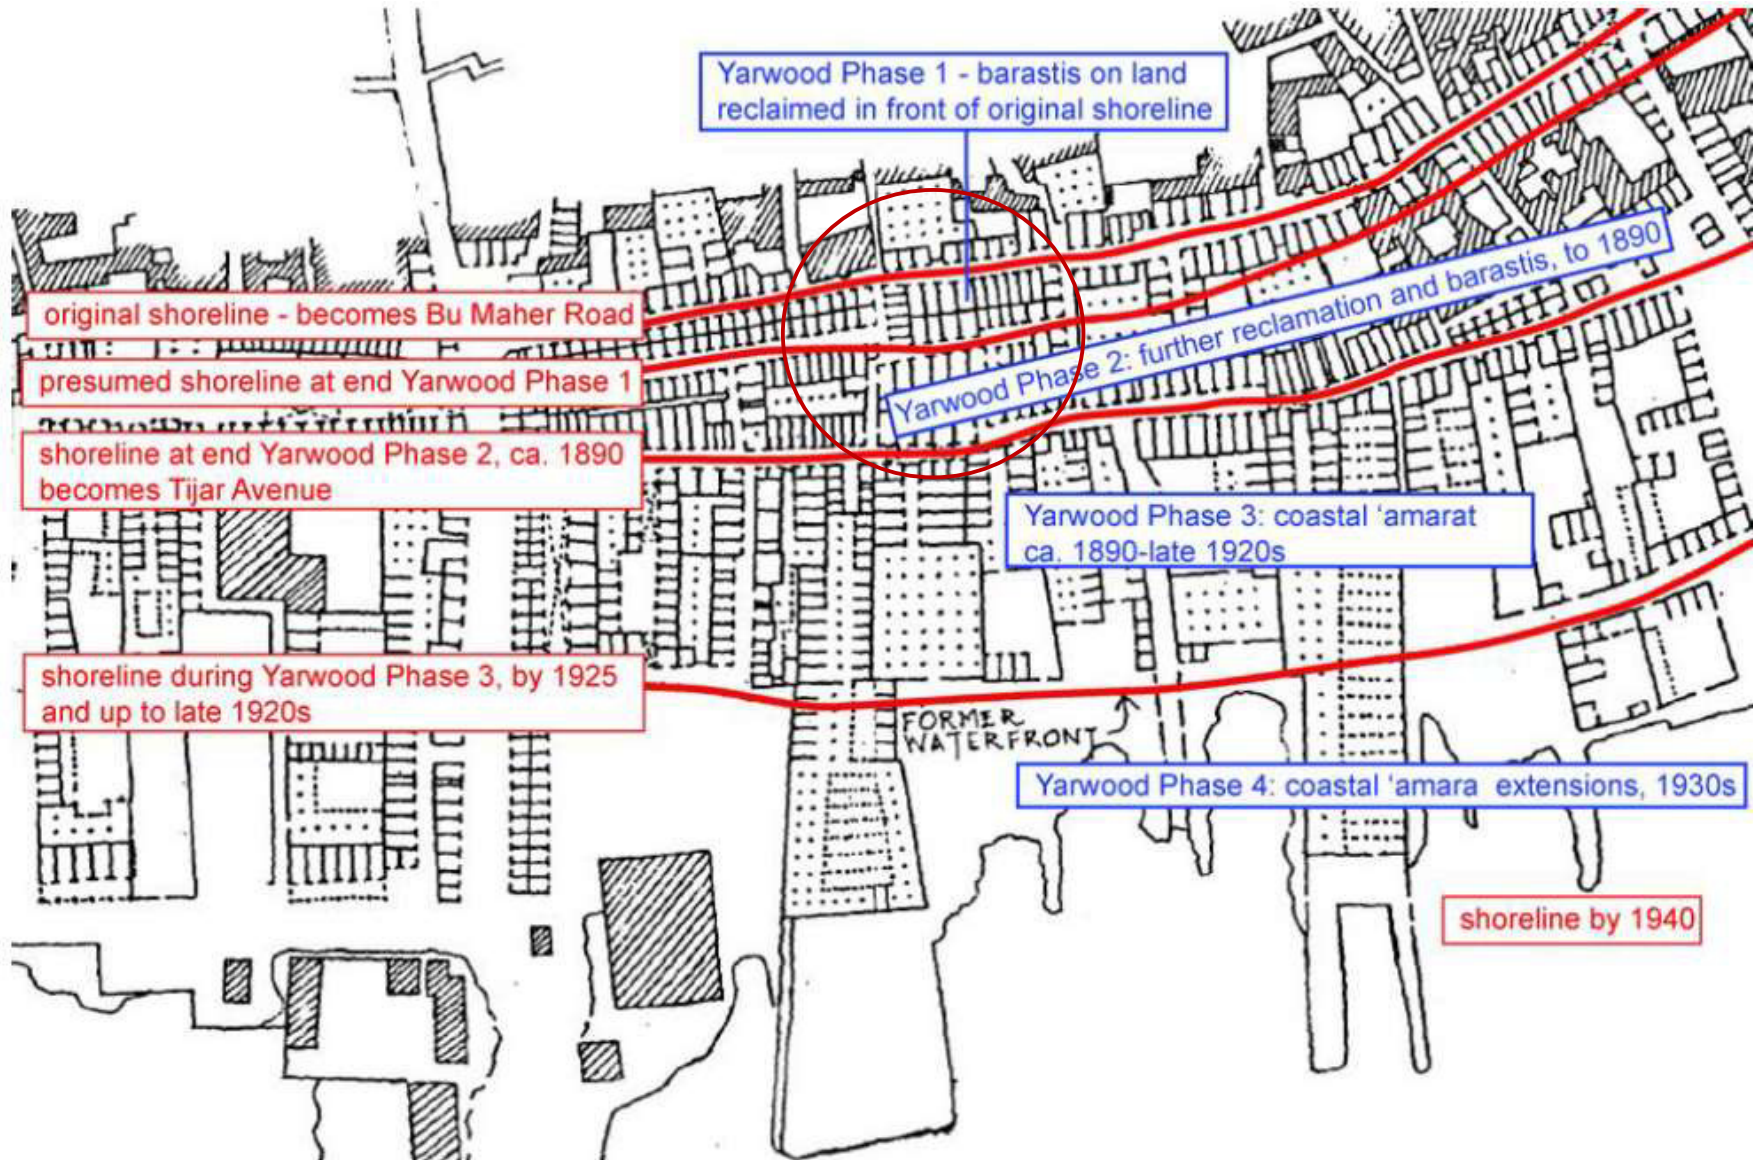 Yarwood Phase 1 - barastis on land
reclaimed in front of original shoreline
original shoreline - becomes Bu Maher Road
presumed shoreline at end Yarwood Phase 1
Yarwood Phase 2: further reclamation and barastis, to 1890
shoreline at end Yarwood Phase 2, ca. 1890
becomes Tijar Avenue
Yarwood Phase 3: coastal ‘amarat
ca. 1890-late 1920s
shoreline during Yarwood Phase 3, by 1925
and up to late 1920s
FORMER
WATERFRONT
Yarwood Phase 4: coastal ‘amara extensions, 1930s
shoreline by 1940